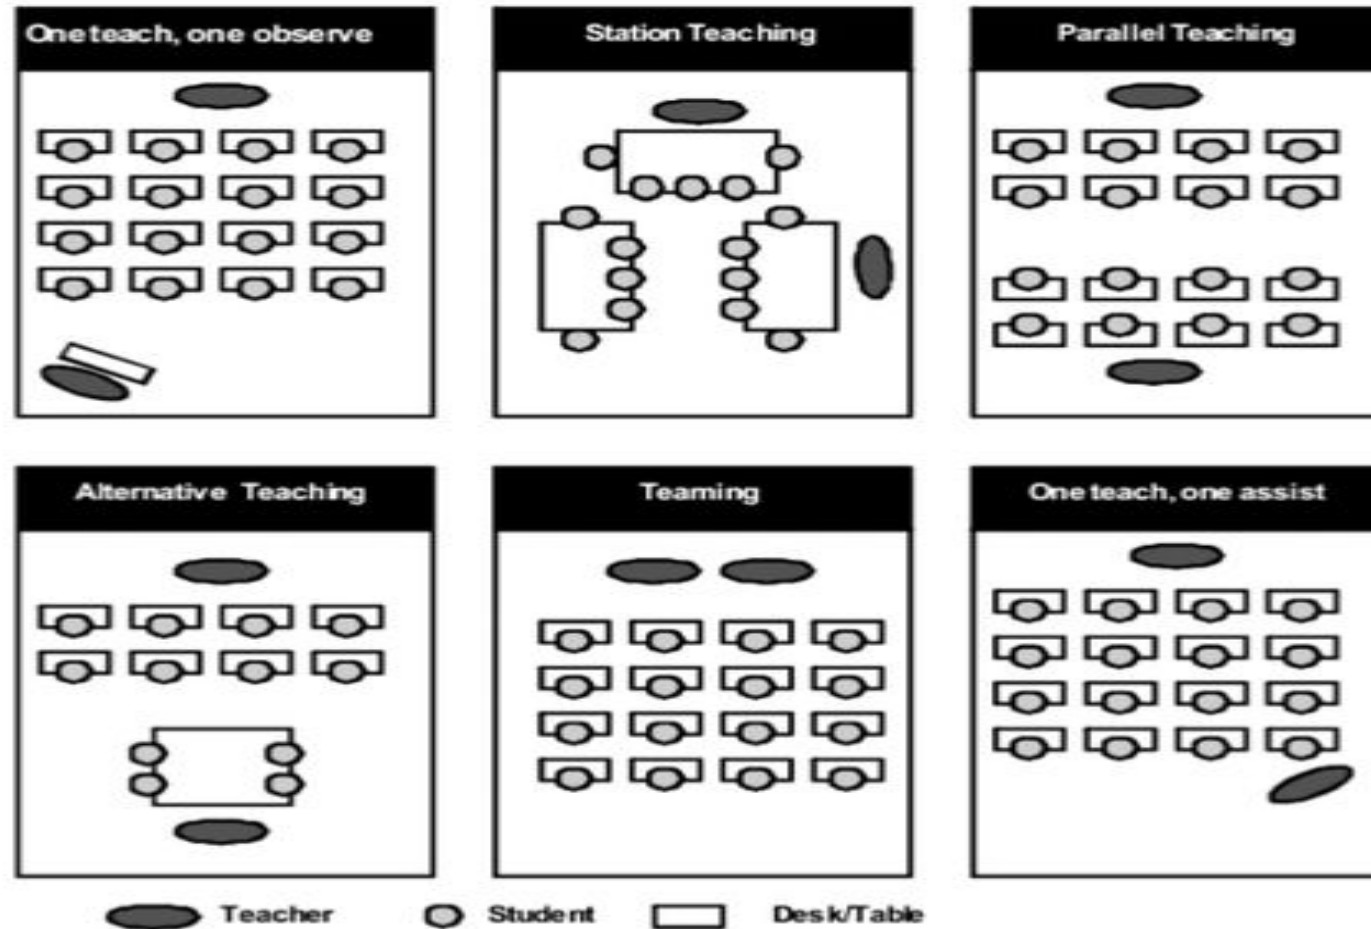 One teach, one observe
Station Teaching
Parallel Teaching
Alternative Teaching
Teaming
One teach, one assist
Teacher
Student
Desk/Table